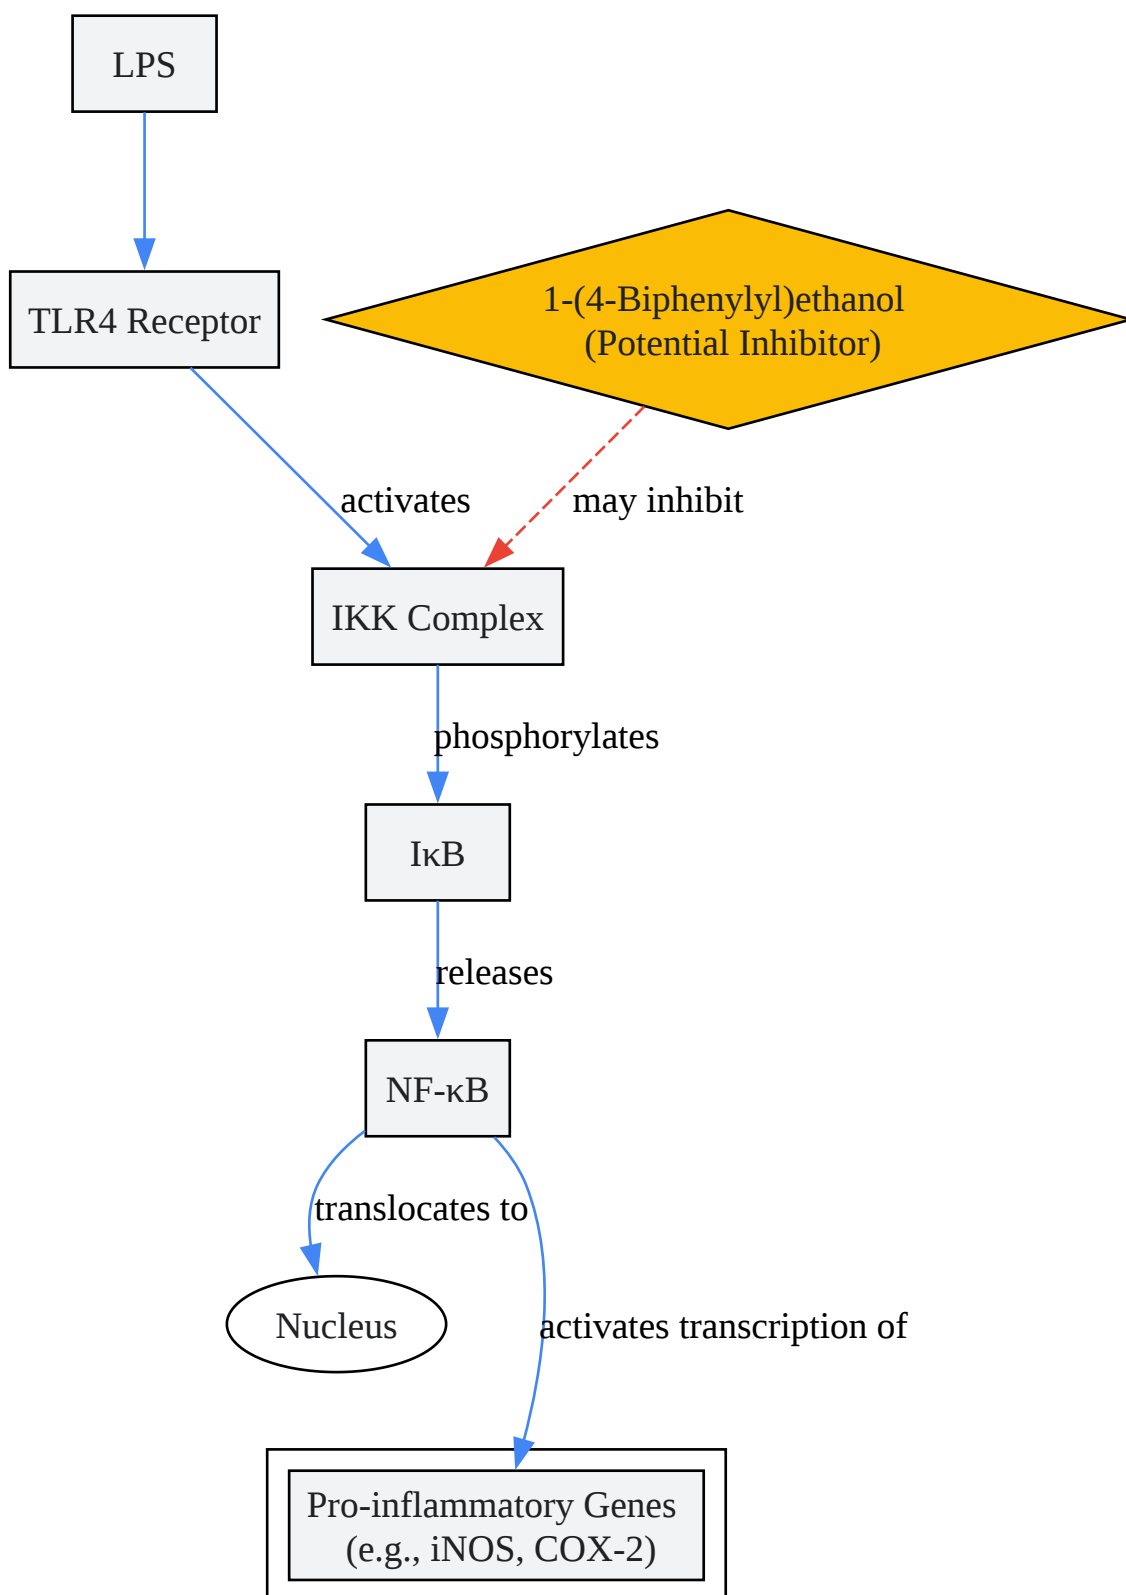 LPS
TLR4 Receptor
1-(4-Biphenylyl)ethanol
(Potential Inhibitor)
activates
may inhibit
IKK Complex
phosphorylates
IκB
releases
NF-κB
translocates to
Nucleus
activates transcription of
Pro-inflammatory Genes
(e.g., iNOS, COX-2)